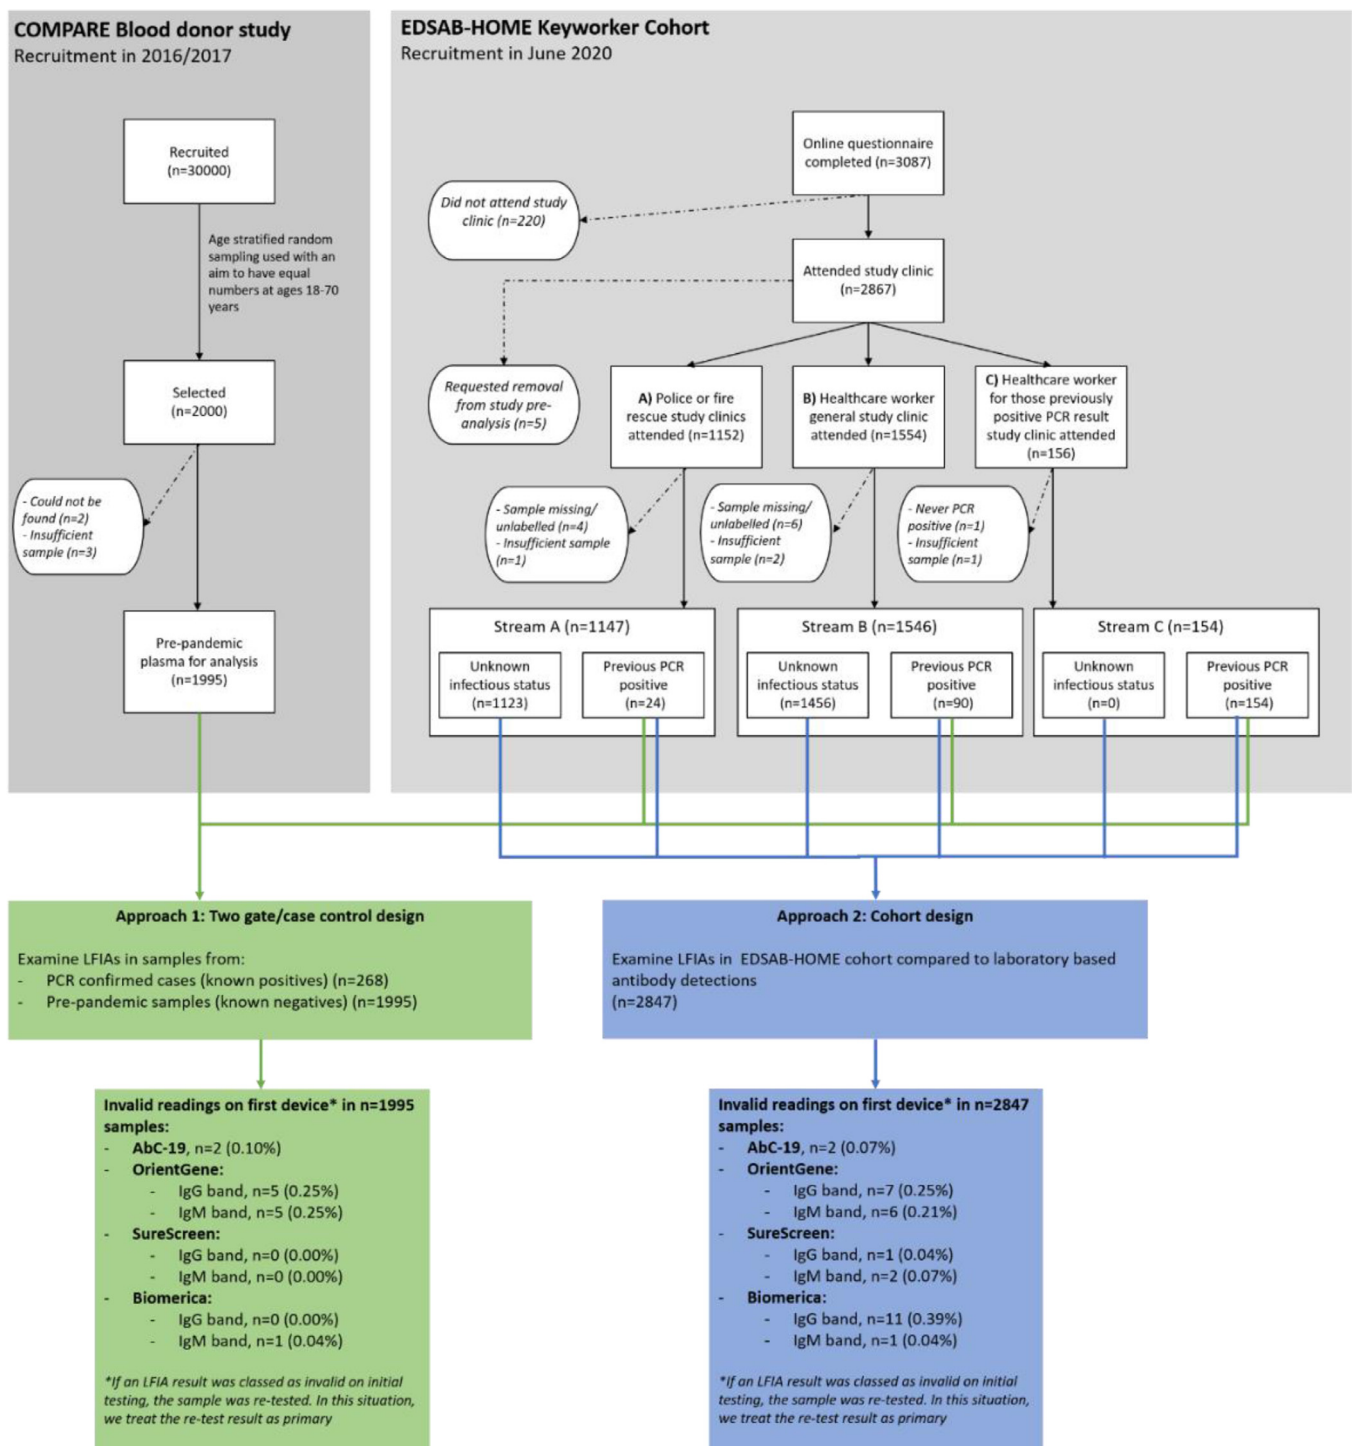 COMPARE Blood donor study
Recruitment in 2016/2017
Recruited
(n=30000)
Age stratified random
sampling used with an
aim to have equal
numbers at ages 18-70
years
Selected
(n=2000)
- Could not be
found (n=2)
- Insufficient
sample (n=3)
Pre-pandemic
plasma for analysis
(n=1995)
EDSAB-HOME Keyworker Cohort
Recruitment in June 2020
Online questionnaire
completed (n=3087)
Did not attend study
clinic (n=220)
Attended study clinic
(n=2867)
Requested removal
from study pre-
analysis (n=5)
A) Police or fire
rescue study clinics
attended (n=1152)
B) Healthcare worker
general study clinic
attended (n=1554)
C) Healthcare worker
for those previously
positive PCR result
study clinic attended
(n=156)
- Sample missing/
unlabelled (n=4)
- Insufficient sample
(n=1)
- Sample missing/
unlabelled (n=6)
- Insufficient
sample (n=2)
- Never PCR
positive (n=1)
- Insufficient
sample (n=1)
Stream A (n=1147)
Unknown
infectious status
(n=1123)
Previous PCR
positive
(n=24)
Stream B (n=1546)
Unknown
infectious status
(n=1456)
Previous PCR
positive
(n=90)
Stream C (n=154)
Unknown
infectious status
(n=0)
Previous PCR
positive
(n=154)
Approach 1: Two gate/case control design
Examine LFIAs in samples from:
- PCR confirmed cases (known positives) (n=268)
- Pre-pandemic samples (known negatives) (n=1995)
Approach 2: Cohort design
Examine LFIAs in EDSAB-HOME cohort compared to laboratory based
antibody detections
(n=2847)
Invalid readings on first device* in n=1995
samples:
- AbC-19, n=2 (0.10%)
- OrientGene:
- IgG band, n=5 (0.25%)
- IgM band, n=5 (0.25%)
- SureScreen:
- IgG band, n=0 (0.00%)
- IgM band, n=0 (0.00%)
- Biomerica:
- IgG band, n=0 (0.00%)
- IgM band, n=1 (0.04%)
*If an LFIA result was classed as invalid on initial
testing, the sample was re-tested. In this situation,
we treat the re-test result as primary
Invalid readings on first device* in n=2847
samples:
- AbC-19, n=2 (0.07%)
- OrientGene:
- IgG band, n=7 (0.25%)
- IgM band, n=6 (0.21%)
- SureScreen:
- IgG band, n=1 (0.04%)
- IgM band, n=2 (0.07%)
- Biomerica:
- IgG band, n=11 (0.39%)
- IgM band, n=1 (0.04%)
*If an LFIA result was classed as invalid on initial
testing, the sample was re-tested. In this situation,
we treat the re-test result as primary